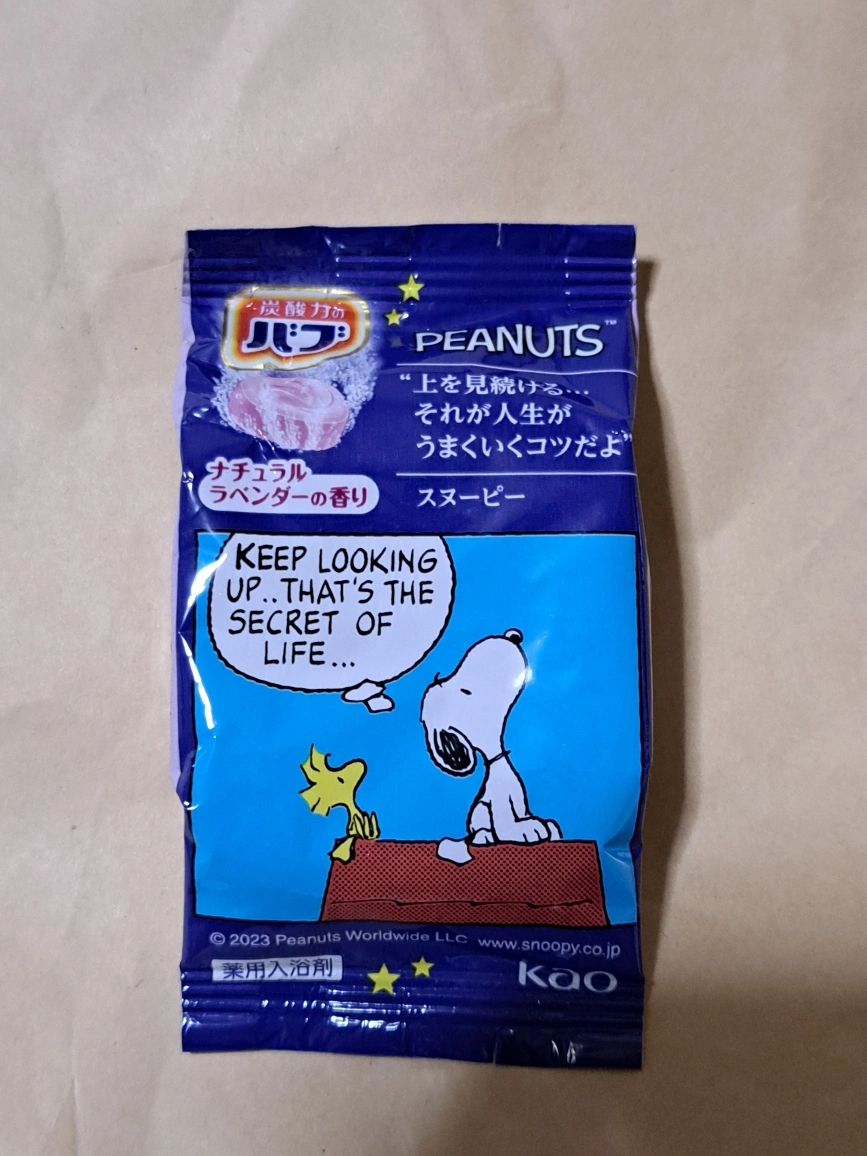 炭酸力の
バブ
PEANUTS™
“上を見続ける…
それが人生が
うまくいくコツだよ”
スヌーピー
ナチュラル
ラベンダーの香り
KEEP LOOKING
UP..THAT'S THE
SECRET OF
LIFE...
© 2023 Peanuts Worldwide LLC www.snoopy.co.jp
薬用入浴剤
Kao